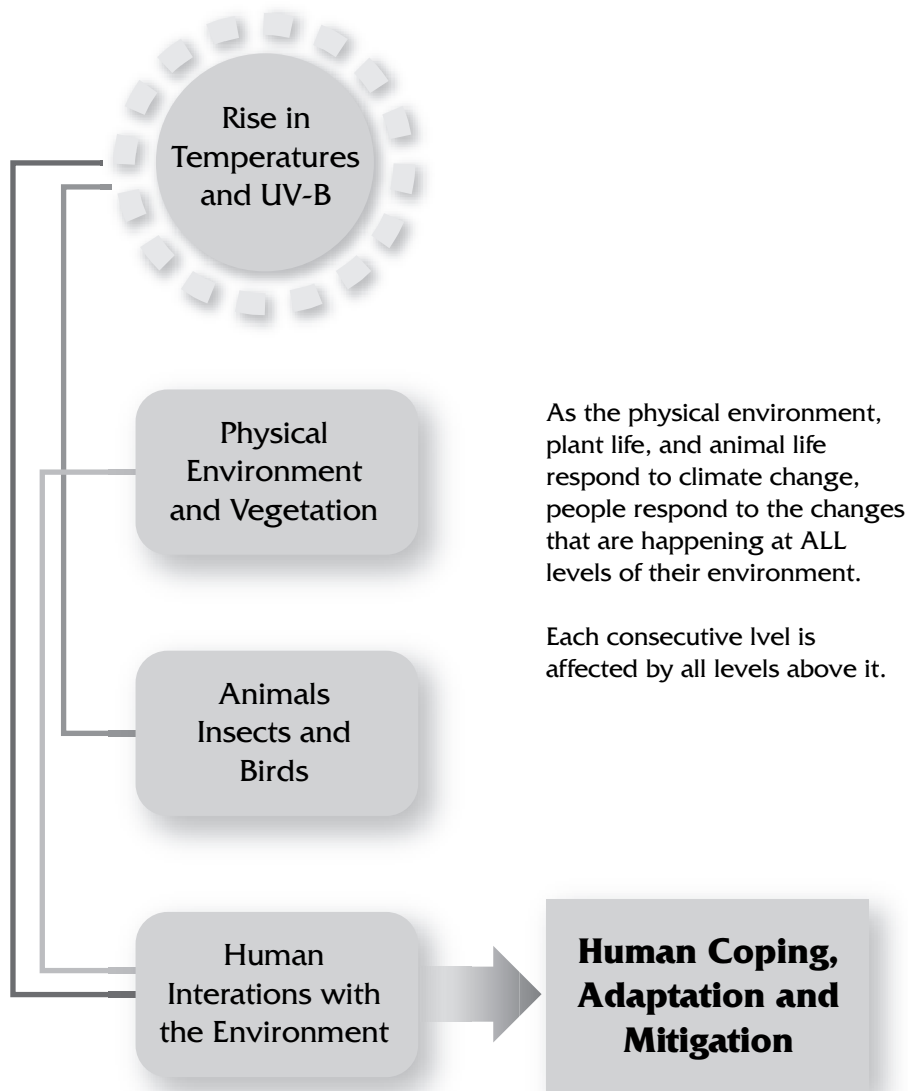 Rise in
Temperatures
and UV-B
Physical
Environment
and Vegetation
As the physical environment,
plant life, and animal life
respond to climate change,
people respond to the changes
that are happening at ALL
levels of their environment.
Each consecutive lvel is
affected by all levels above it.
Animals
Insects and
Birds
Human
Interations with
the Environment
Human Coping,
Adaptation and
Mitigation